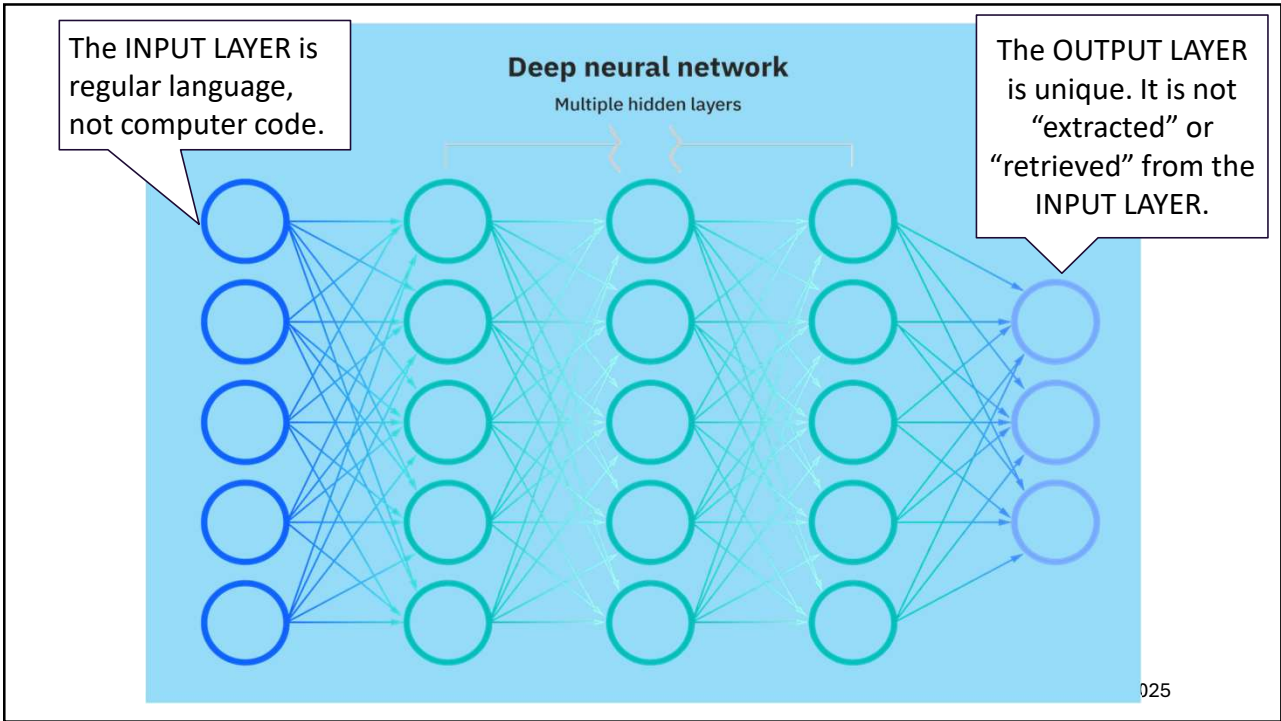 The INPUT LAYER is
regular language,
not computer code.
Deep neural network
Multiple hidden layers
The OUTPUT LAYER
is unique. It is not
“extracted” or
“retrieved” from the
INPUT LAYER.
025